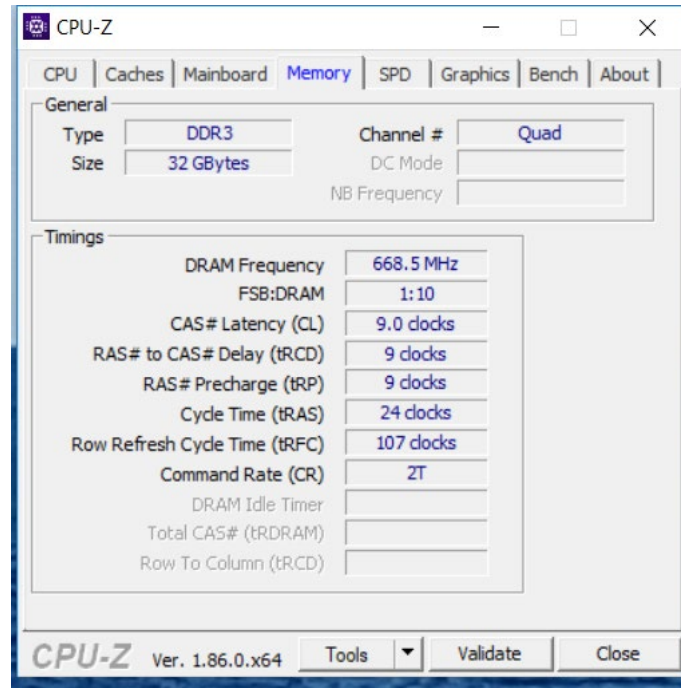 CPU-Z
CPU Caches Mainboard Memory SPD Graphics Bench About
General
Type DDR3 Channel # Quad
Size 32 GBytes DC Mode
NB Frequency
Timings
DRAM Frequency 668.5 MHz
FSB:DRAM 1:10
CAS# Latency (CL) 9.0 clocks
RAS# to CAS# Delay (tRCD) 9 clocks
RAS# Precharge (tRP) 9 clocks
Cycle Time (tRAS) 24 clocks
Row Refresh Cycle Time (tRFC) 107 clocks
Command Rate (CR) 2T
DRAM Idle Timer
Total CAS# (tRDRAM)
Row To Column (tRCD)
CPU-Z Ver. 1.86.0.x64 Tools Validate Close